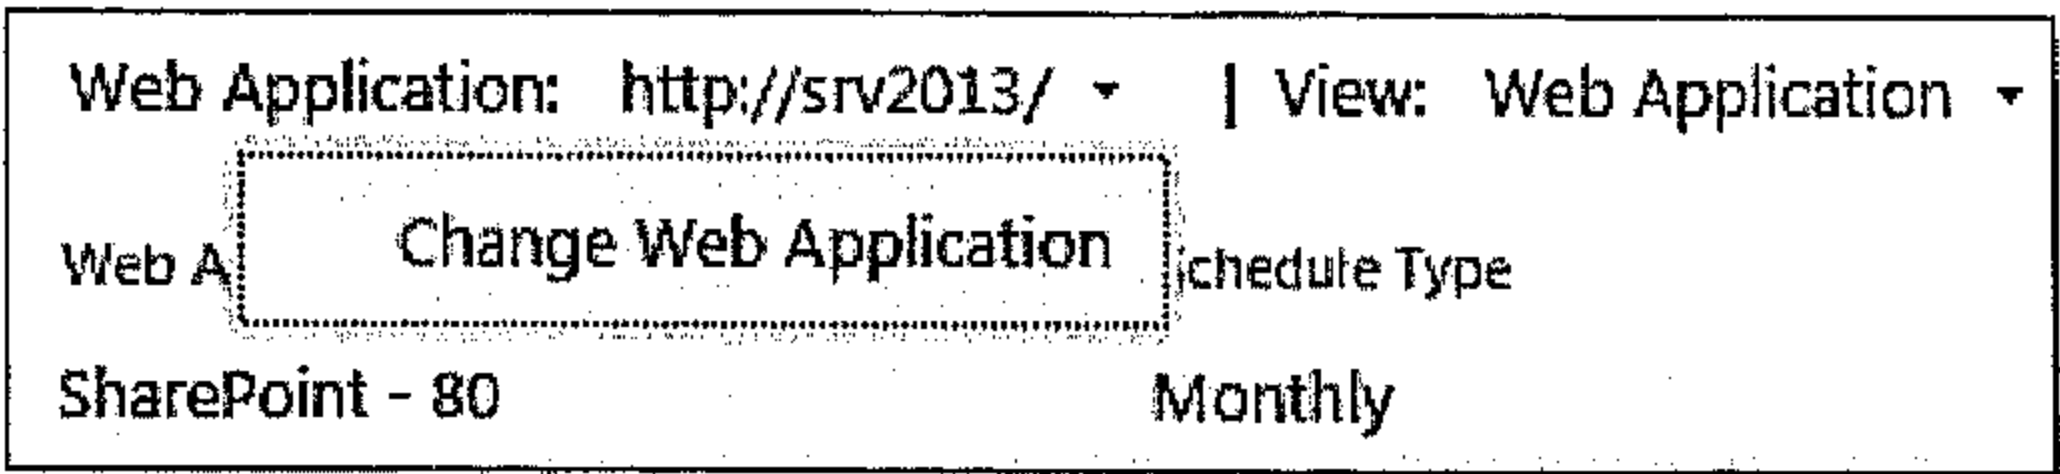 Web Application: http://srv2013/ | View: Web Application
Change Web Application
Web A chedule Type
SharePoint - 80 Monthly